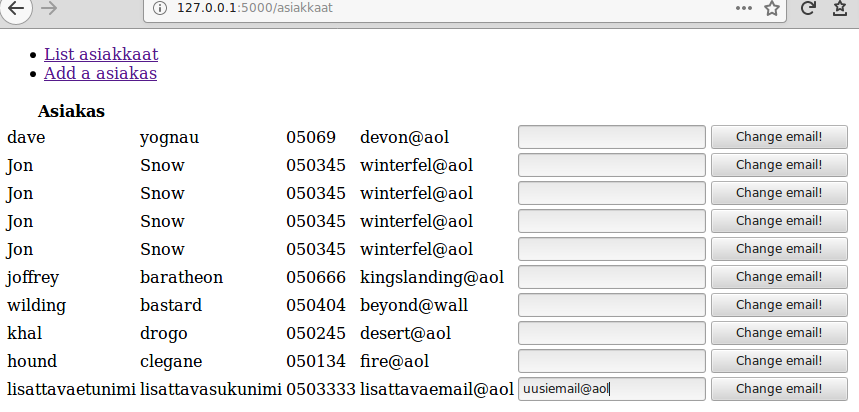 127.0.0.1:5000/asiakkaat
List asiakkaat
Add a asiakas
Asiakas
dave yognau 05069 devon@aol Change email!
Jon Snow 050345 winterfel@aol Change email!
Jon Snow 050345 winterfel@aol Change email!
Jon Snow 050345 winterfel@aol Change email!
Jon Snow 050345 winterfel@aol Change email!
joffrey baratheon 050666 kingslanding@aol Change email!
wilding bastard 050404 beyond@wall Change email!
khal drogo 050245 desert@aol Change email!
hound clegane 050134 fire@aol Change email!
lisattavaetunimi lisattavasukunimi 0503333 lisattavaemail@aol uusiemail@aol Change email!